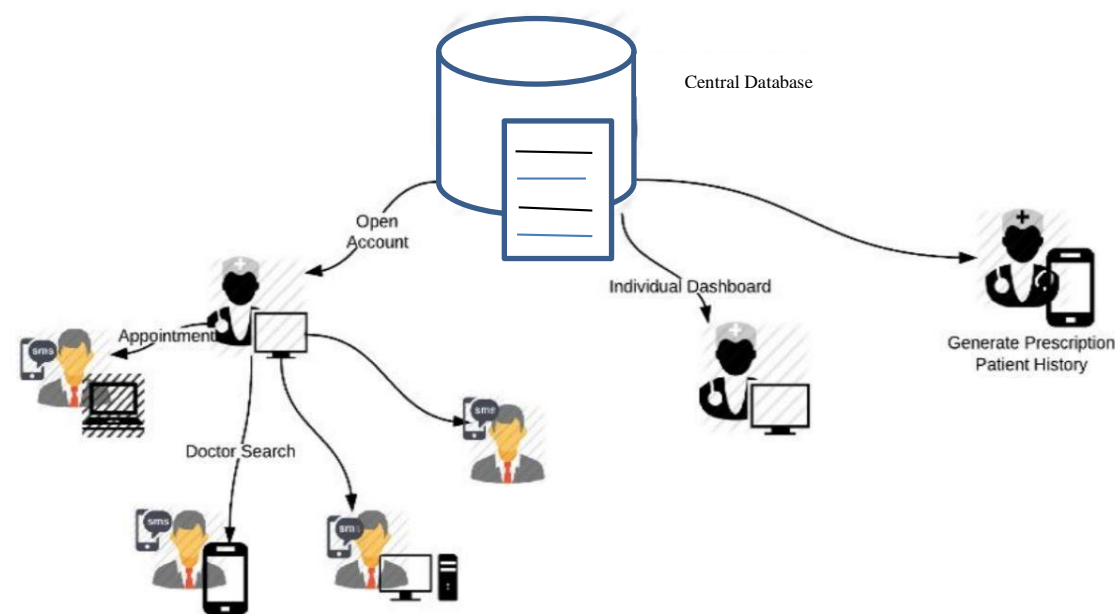 Central Database
Open
Account
Individual Dashboard
Appointment
Generate Prescription
Patient History
sms
sms
Doctor Search
sms
sms